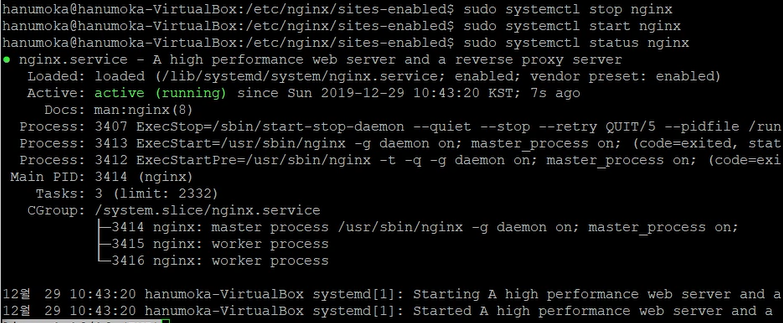 hanumoka@hanumoka-VirtualBox:/etc/nginx/sites-enabled$ sudo systemctl stop nginx
hanumoka@hanumoka-VirtualBox:/etc/nginx/sites-enabled$ sudo systemctl start nginx
hanumoka@hanumoka-VirtualBox:/etc/nginx/sites-enabled$ sudo systemctl status nginx
● nginx.service - A high performance web server and a reverse proxy server
Loaded: loaded (/lib/systemd/system/nginx.service; enabled; vendor preset: enabled)
Active: active (running) since Sun 2019-12-29 10:43:20 KST; 7s ago
Docs: man:nginx(8)
Process: 3407 ExecStop=/sbin/start-stop-daemon --quiet --stop --retry QUIT/5 --pidfile /run
Process: 3413 ExecStart=/usr/sbin/nginx -g daemon on; master_process on; (code=exited, stat
Process: 3412 ExecStartPre=/usr/sbin/nginx -t -q -g daemon on; master_process on; (code=exi
Main PID: 3414 (nginx)
Tasks: 3 (limit: 2332)
CGroup: /system.slice/nginx.service
├─3414 nginx: master process /usr/sbin/nginx -g daemon on; master_process on;
├─3415 nginx: worker process
└─3416 nginx: worker process
12월 29 10:43:20 hanumoka-VirtualBox systemd[1]: Starting A high performance web server and a
12월 29 10:43:20 hanumoka-VirtualBox systemd[1]: Started A high performance web server and a